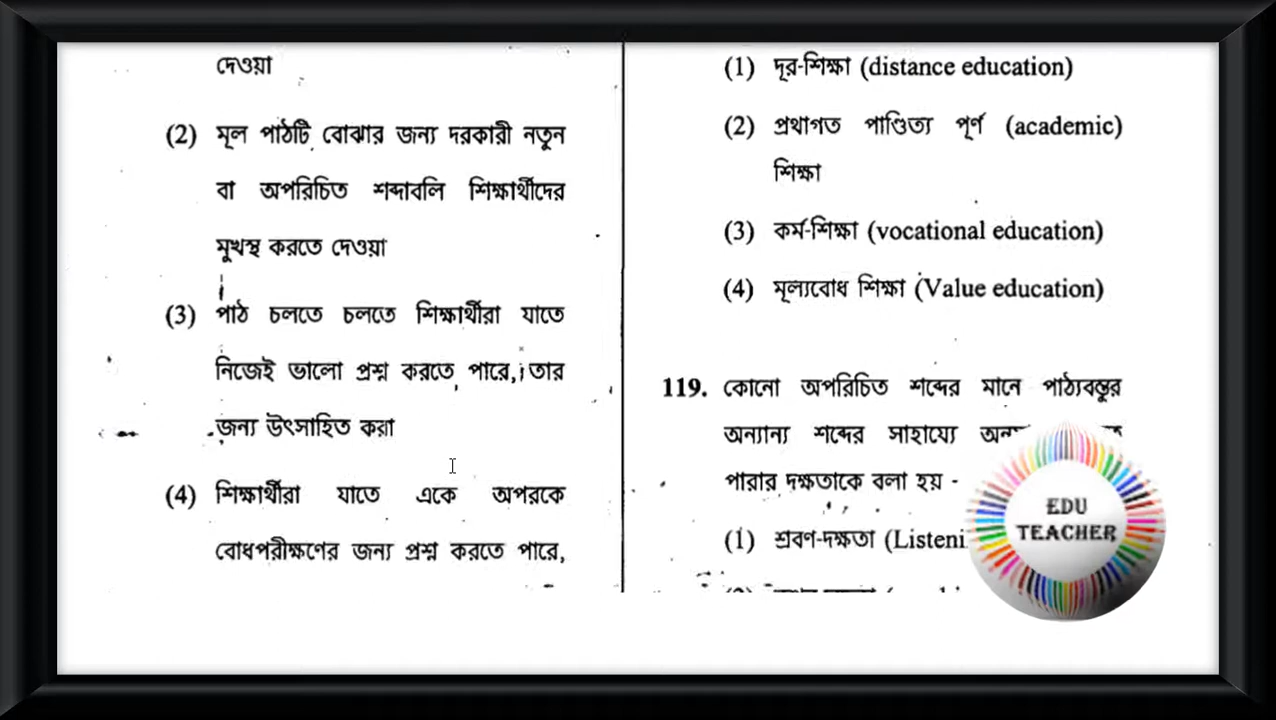 দেওয়া
(2) মূল পাঠটি বোঝার জন্য দরকারী নতুন
বা অপরিচিত শব্দাবলি শিক্ষার্থীদের
মুখস্থ করতে দেওয়া
(3) পাঠ চলতে চলতে শিক্ষার্থীরা যাতে
নিজেই ভালো প্রশ্ন করতে পারে, তার
জন্য উৎসাহিত করা
(4) শিক্ষার্থীরা যাতে একে অপরকে
বোধপরীক্ষণের জন্য প্রশ্ন করতে পারে,
(1) দূর-শিক্ষা (distance education)
(2) প্রথাগত পাণ্ডিত্য পূর্ণ (academic)
শিক্ষা
(3) কর্ম-শিক্ষা (vocational education)
(4) মূল্যবোধ শিক্ষা (Value education)
119. কোনো অপরিচিত শব্দের মানে পাঠ্যবস্তুর
অন্যান্য শব্দের সাহায্যে
পারার দক্ষতাকে বলা হয় -
(1) শ্রবণ-দক্ষতা
EDU
TEACHER